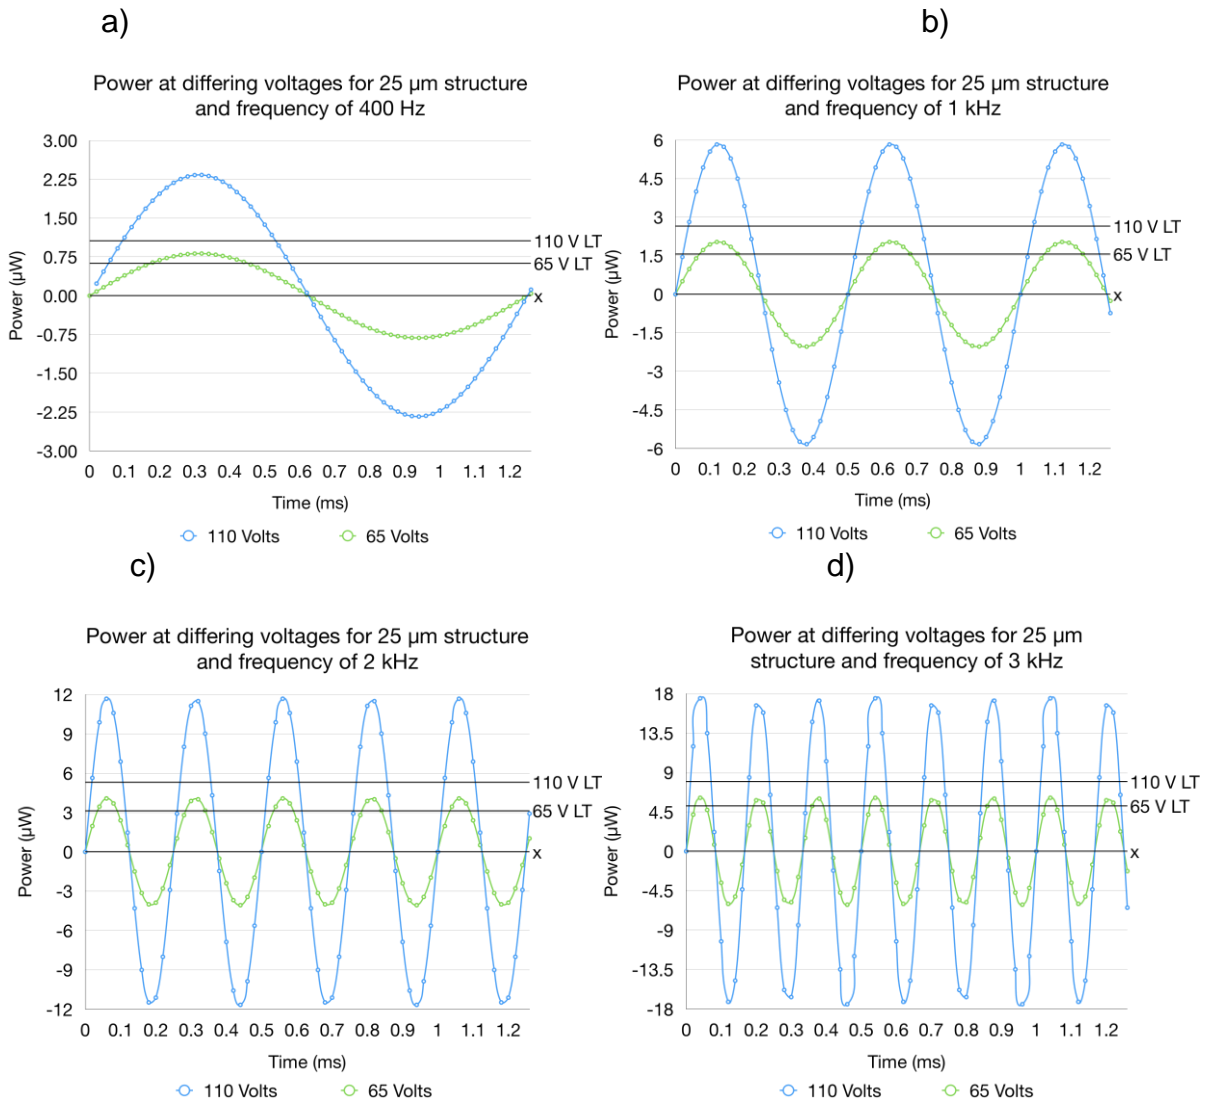 a)
b)
Power at differing voltages for 25 µm structure
and frequency of 400 Hz
3.00
2.25
1.50
0.75
0.00
-0.75
-1.50
-2.25
-3.00
Power (µW)
110 V LT
65 V LT
x
0 0.1 0.2 0.3 0.4 0.5 0.6 0.7 0.8 0.9 1 1.1 1.2
Time (ms)
110 Volts 65 Volts
Power at differing voltages for 25 µm structure
and frequency of 1 kHz
6
4.5
3
1.5
0
-1.5
-3
-4.5
-6
Power (µW)
110 V LT
65 V LT
x
0 0.1 0.2 0.3 0.4 0.5 0.6 0.7 0.8 0.9 1 1.1 1.2
Time (ms)
110 Volts 65 Volts
c)
d)
Power at differing voltages for 25 µm structure
and frequency of 2 kHz
12
9
6
3
0
-3
-6
-9
-12
Power (µW)
110 V LT
65 V LT
x
0 0.1 0.2 0.3 0.4 0.5 0.6 0.7 0.8 0.9 1 1.1 1.2
Time (ms)
110 Volts 65 Volts
Power at differing voltages for 25 µm
structure and frequency of 3 kHz
18
13.5
9
4.5
0
-4.5
-9
-13.5
-18
Power (µW)
110 V LT
65 V LT
x
0 0.1 0.2 0.3 0.4 0.5 0.6 0.7 0.8 0.9 1 1.1 1.2
Time (ms)
110 Volts 65 Volts